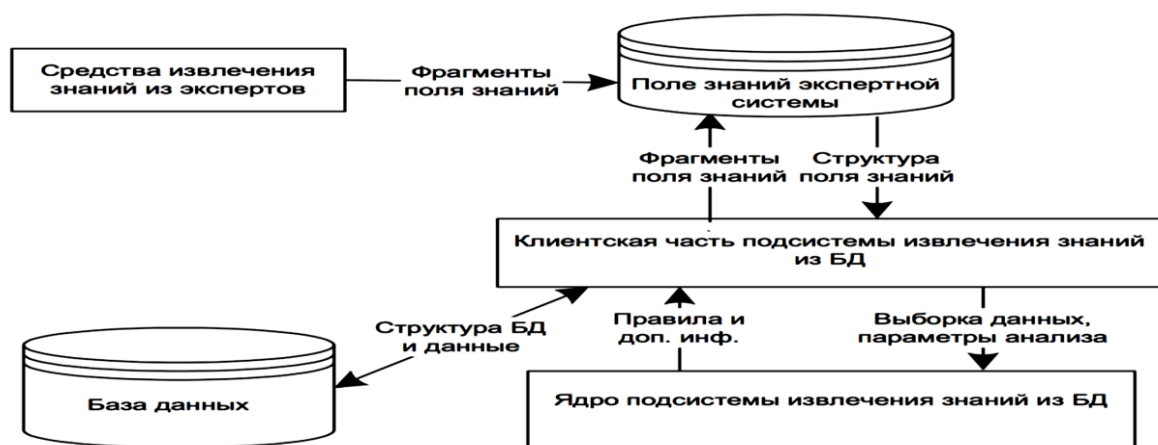 Средства извлечения
знаний из экспертов
Фрагменты
поля знаний
Поле знаний экспертной
системы
Фрагменты
поля знаний
Структура
поля знаний
Клиентская часть подсистемы извлечения знаний
из БД
Структура БД
и данные
Правила и
доп. инф.
Выборка данных,
параметры анализа
База данных
Ядро подсистемы извлечения знаний из БД